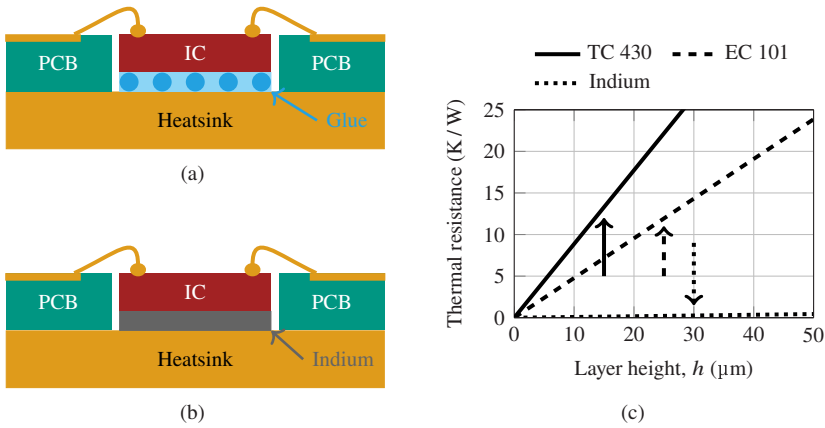 IC
PCB
PCB
Heatsink
Glue
(a)
IC
PCB
PCB
Heatsink
Indium
(b)
TC 430
EC 101
Indium
Thermal resistance (K / W)
25
20
15
10
5
0
0 10 20 30 40 50
Layer height, h (µm)
(c)